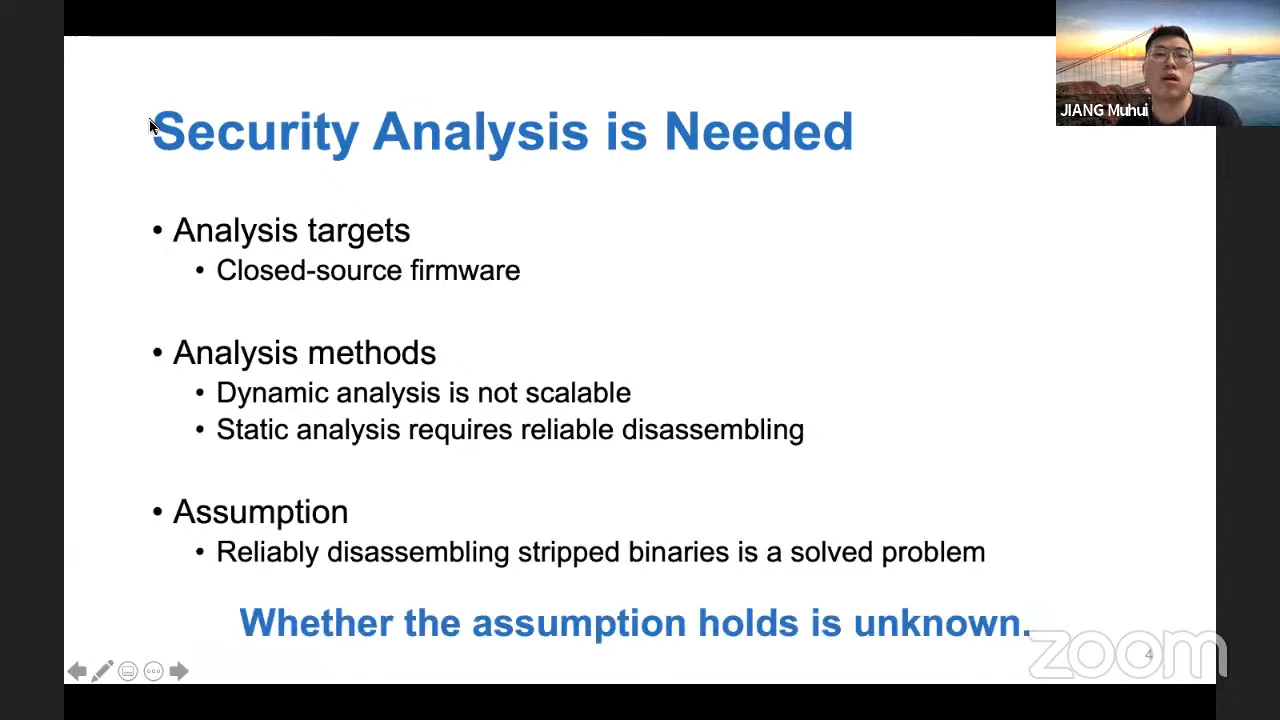 JIANG Muhui
Security Analysis is Needed
• Analysis targets
• Closed-source firmware
• Analysis methods
• Dynamic analysis is not scalable
• Static analysis requires reliable disassembling
• Assumption
• Reliably disassembling stripped binaries is a solved problem
Whether the assumption holds is unknown.
4
zoom